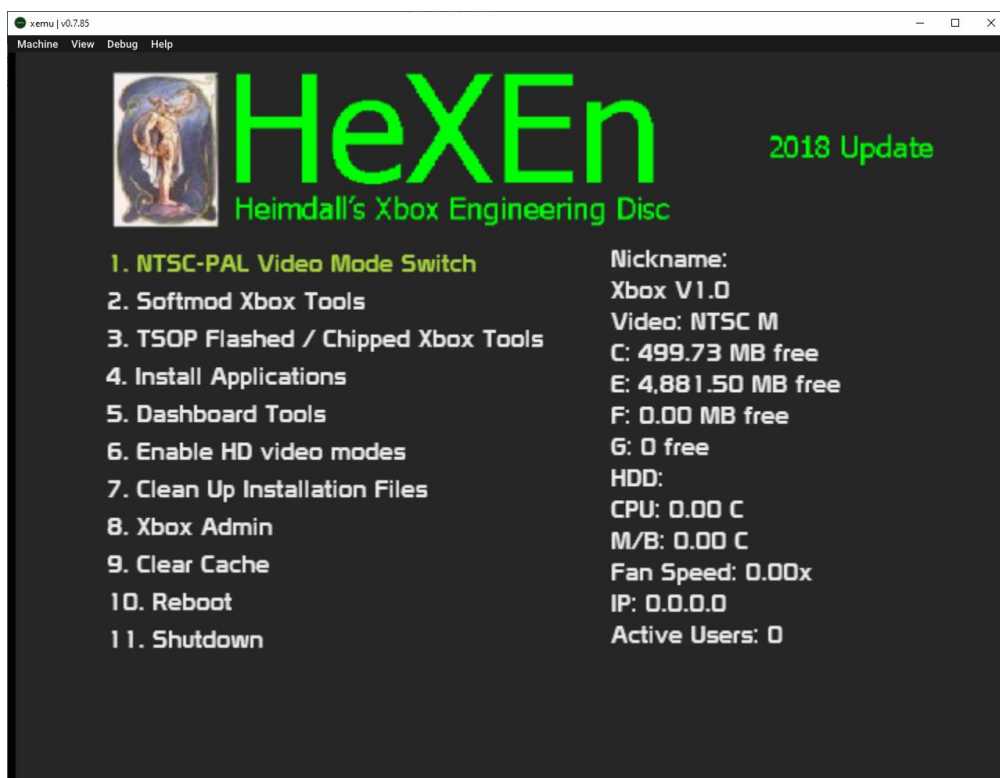 xemu | v0.7.85
Machine View Debug Help
HeXEn
2018 Update
Heimdall's Xbox Engineering Disc
1. NTSC-PAL Video Mode Switch
2. Softmod Xbox Tools
3. TSOP Flashed / Chipped Xbox Tools
4. Install Applications
5. Dashboard Tools
6. Enable HD video modes
7. Clean Up Installation Files
8. Xbox Admin
9. Clear Cache
10. Reboot
11. Shutdown
Nickname:
Xbox V1.0
Video: NTSC M
C: 499.73 MB free
E: 4,881.50 MB free
F: 0.00 MB free
G: 0 free
HDD:
CPU: 0.00 C
M/B: 0.00 C
Fan Speed: 0.00x
IP: 0.0.0.0
Active Users: 0